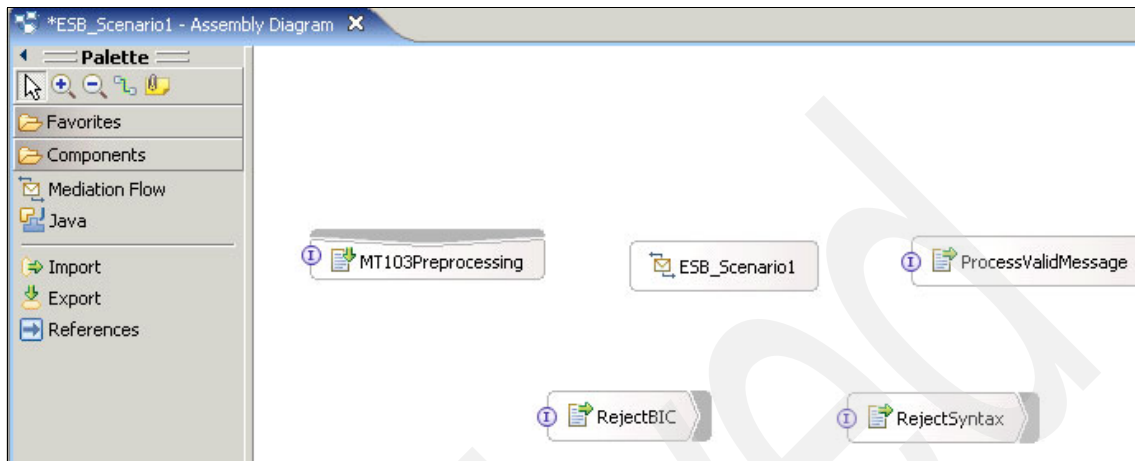 *ESB_Scenario1 - Assembly Diagram
Palette
Favorites
Components
Mediation Flow
Java
Import
Export
References
I MT103Preprocessing
ESB_Scenario1
I ProcessValidMessage
I RejectBIC
I RejectSyntax